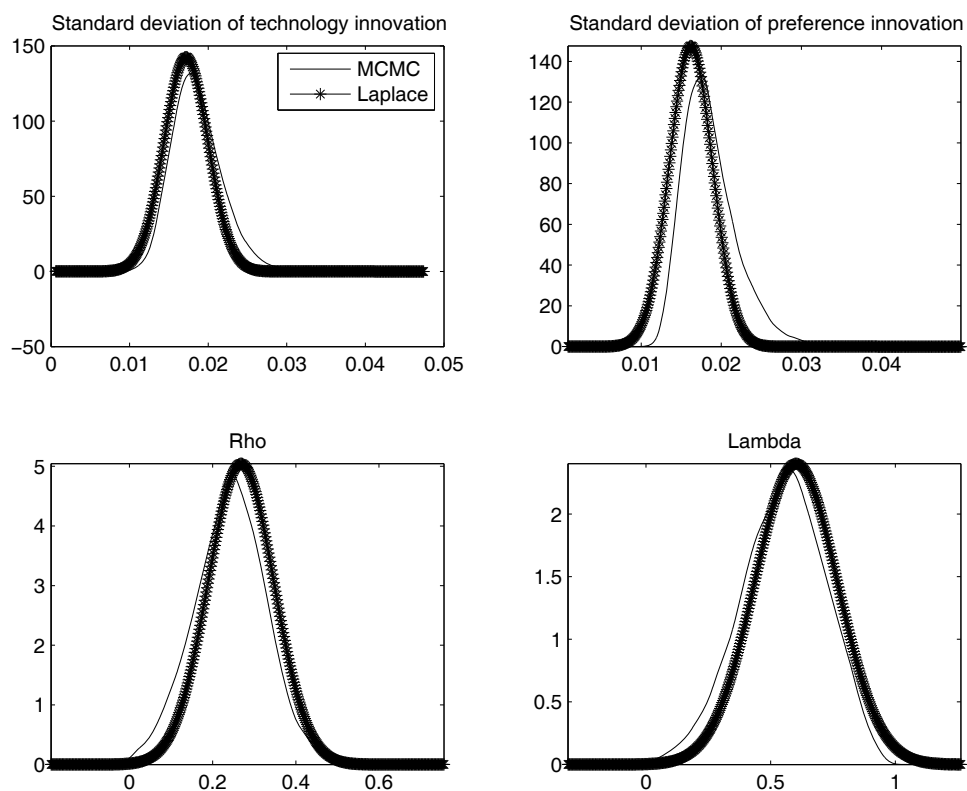 Standard deviation of technology innovation
150
100
50
0
−50
0 0.01 0.02 0.03 0.04 0.05
MCMC
Laplace
Standard deviation of preference innovation
140
120
100
80
60
40
20
0
0.01 0.02 0.03 0.04
Rho
5
4
3
2
1
0
0 0.2 0.4 0.6
Lambda
2
1.5
1
0.5
0
0 0.5 1